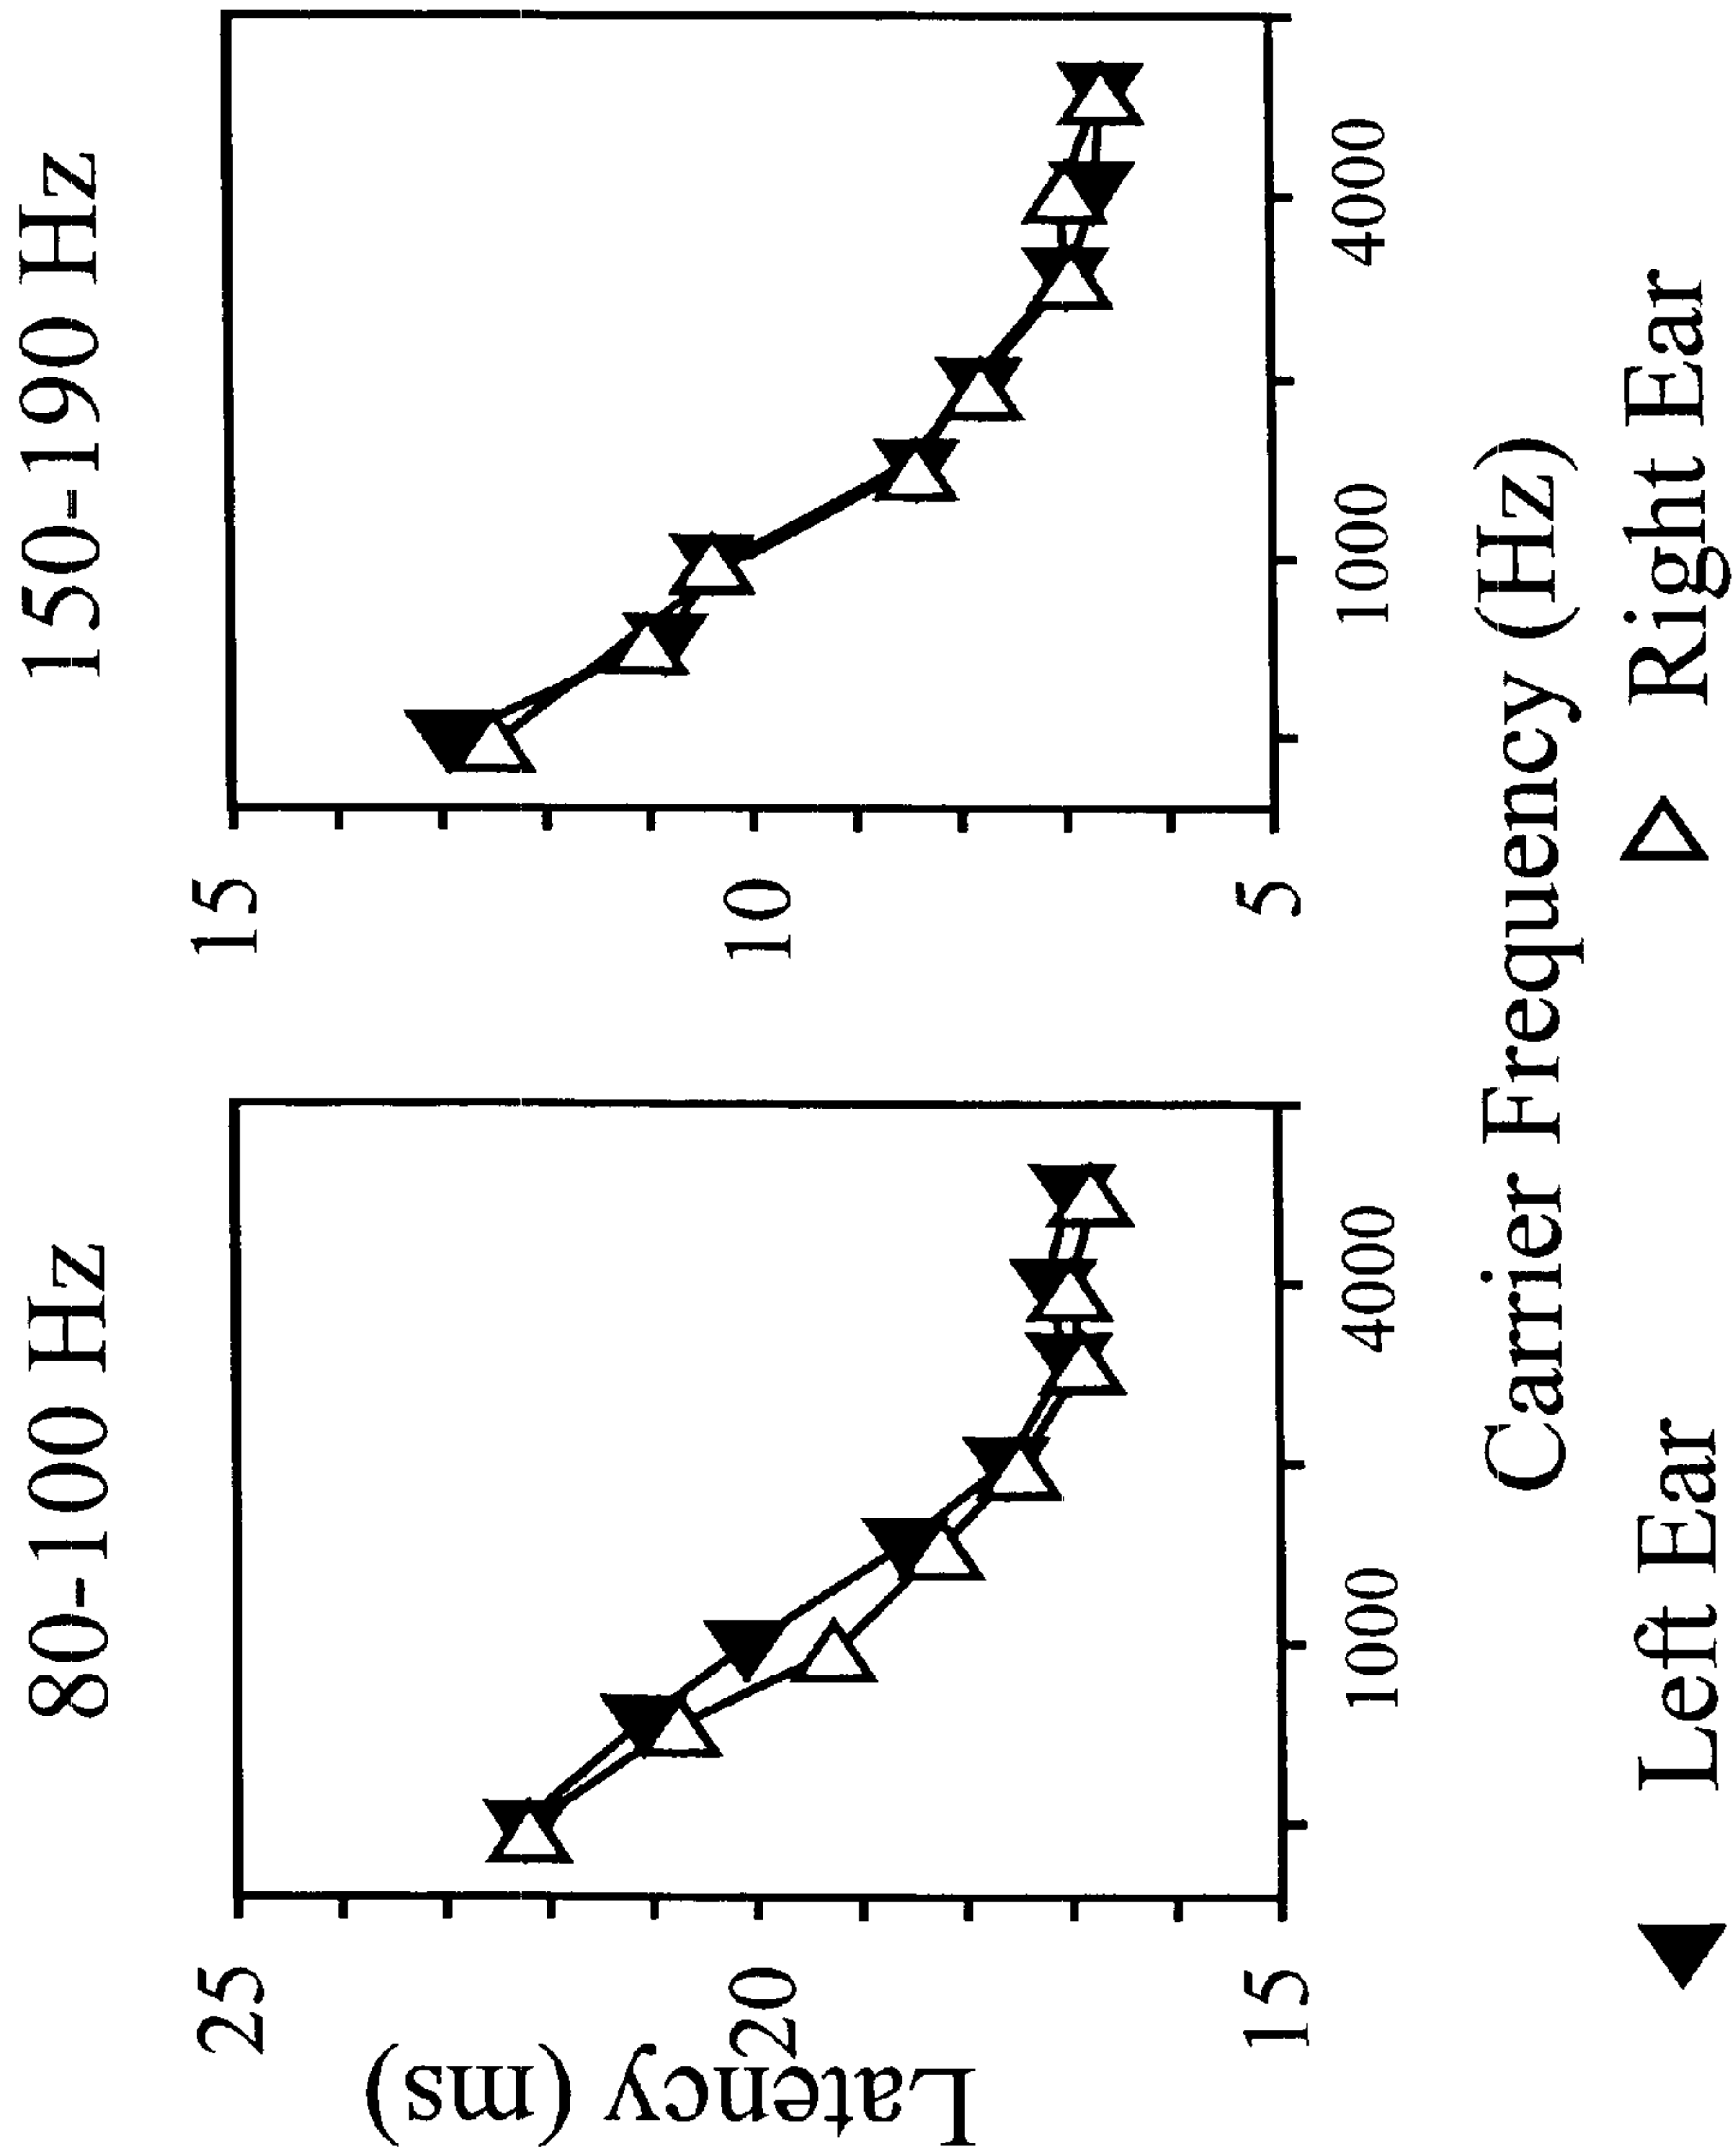 80-100 Hz
150-190 Hz
Latency (ms)
25
20
15
15
10
5
1000
4000
1000
4000
Carrier Frequency (Hz)
Left Ear
Right Ear